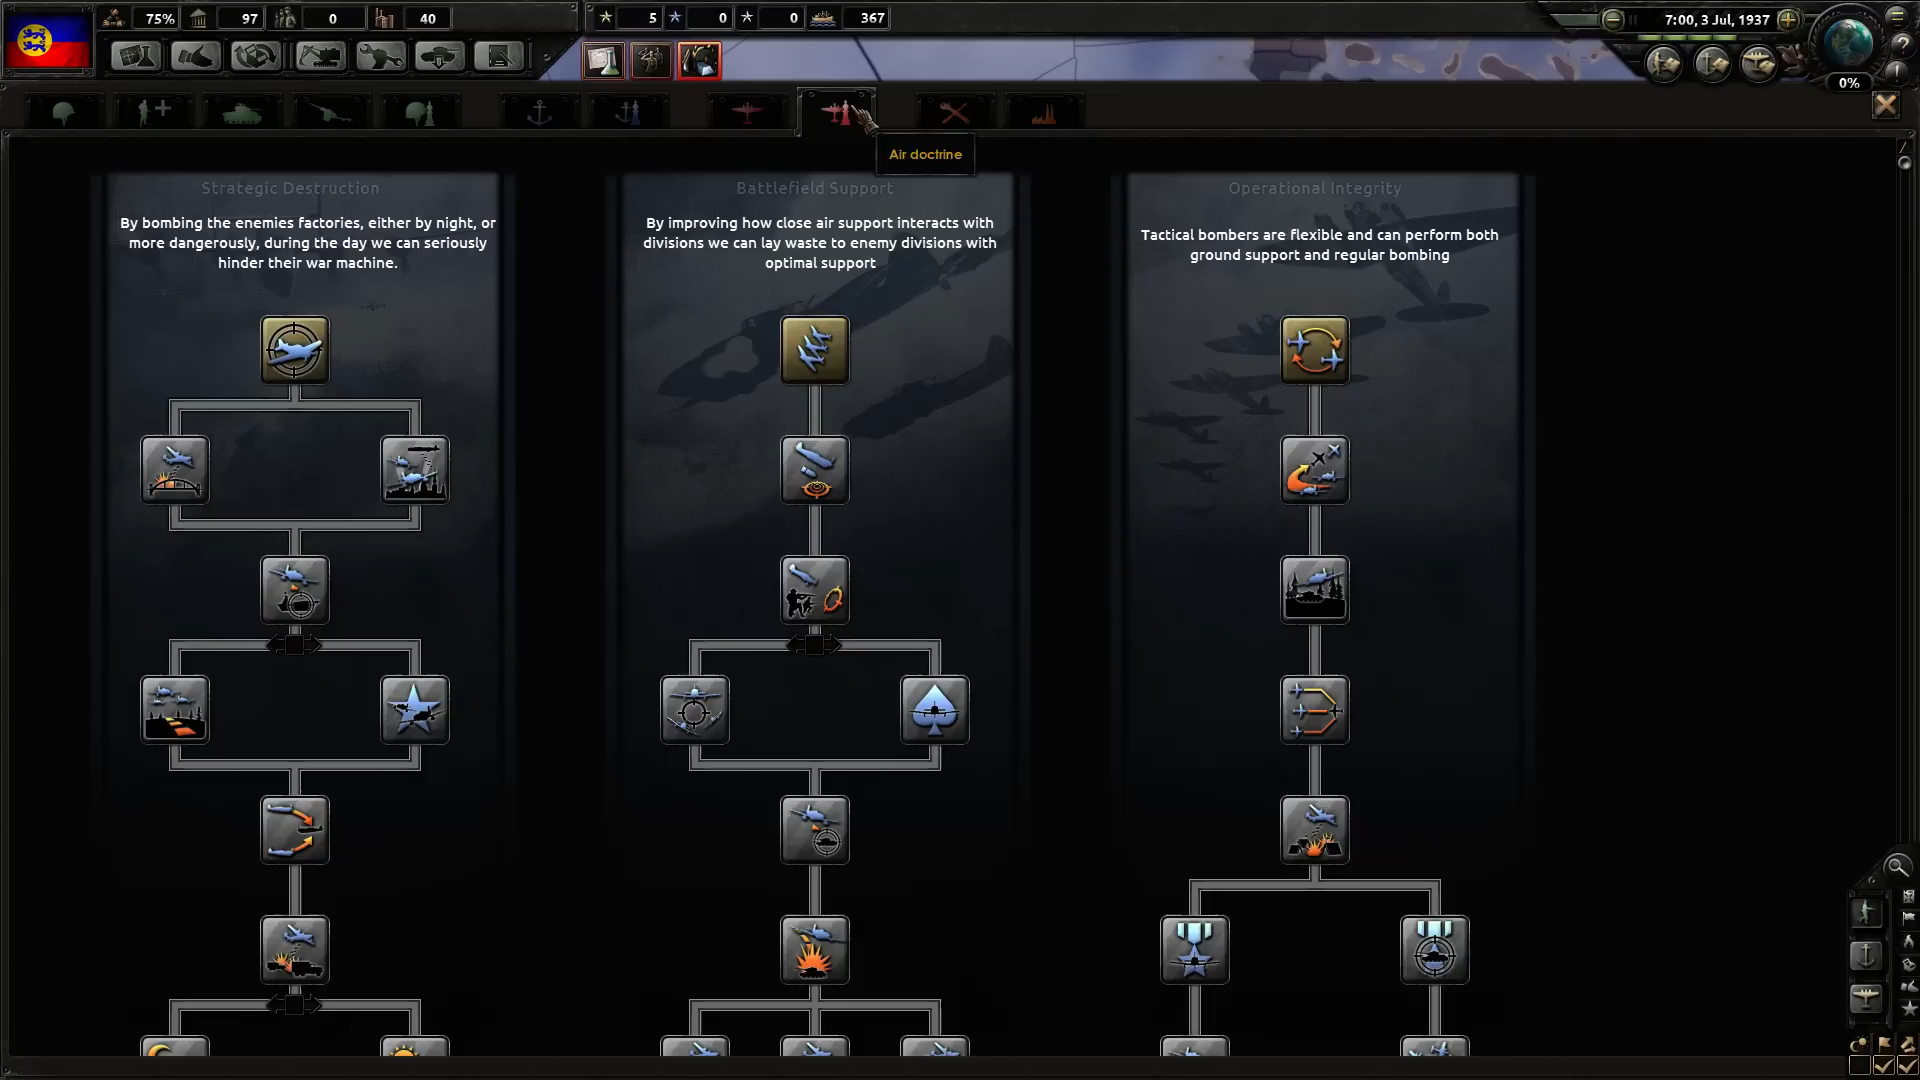 75%
97
0
40
5
0
0
367
7:00, 3 Jul, 1937
0%
Air doctrine
Strategic Destruction
By bombing the enemies factories, either by night, or
more dangerously, during the day we can seriously
hinder their war machine.
Battlefield Support
By improving how close air support interacts with
divisions we can lay waste to enemy divisions with
optimal support
Operational Integrity
Tactical bombers are flexible and can perform both
ground support and regular bombing